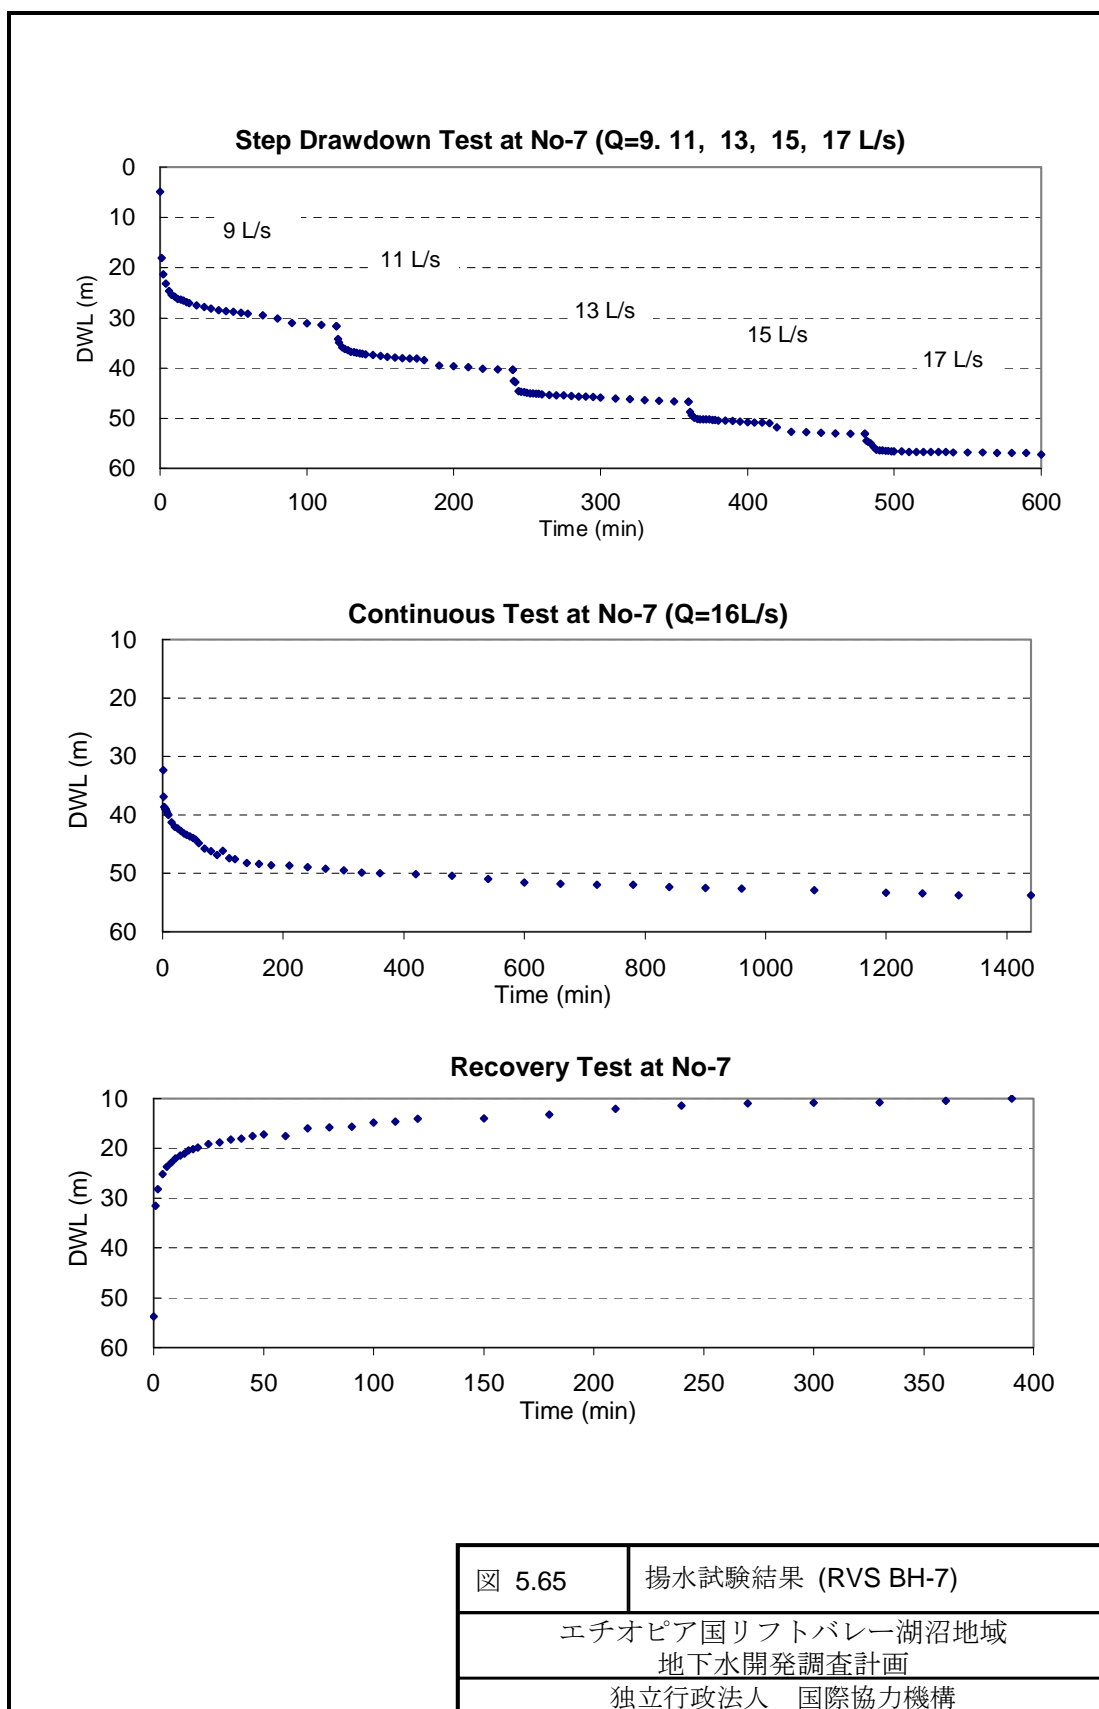 Step Drawdown Test at No-7 (Q=9. 11, 13, 15, 17 L/s)
0
10
20
30
40
50
60
DWL (m)
9 L/s
11 L/s
13 L/s
15 L/s
17 L/s
0 100 200 300 400 500 600
Time (min)
Continuous Test at No-7 (Q=16L/s)
10
20
30
40
50
60
DWL (m)
0 200 400 600 800 1000 1200 1400
Time (min)
Recovery Test at No-7
10
20
30
40
50
60
DWL (m)
0 50 100 150 200 250 300 350 400
Time (min)
図 5.65 揚水試験結果 (RVS BH-7)
エチオピア国リフトバレー湖沼地域
地下水開発調査計画
独立行政法人 国際協力機構